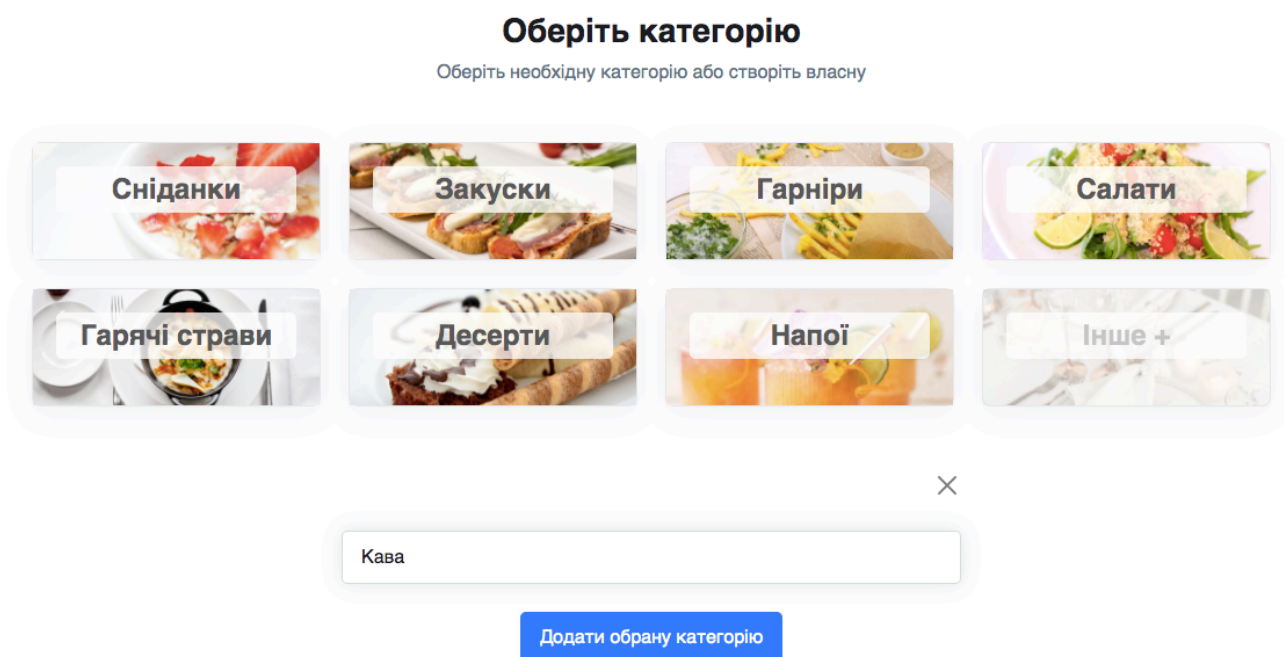 Оберіть категорію
Оберіть необхідну категорію або створіть власну
Сніданки
Закуски
Гарніри
Салати
Гарячі страви
Десерти
Напої
Інше +
Кава
Додати обрану категорію